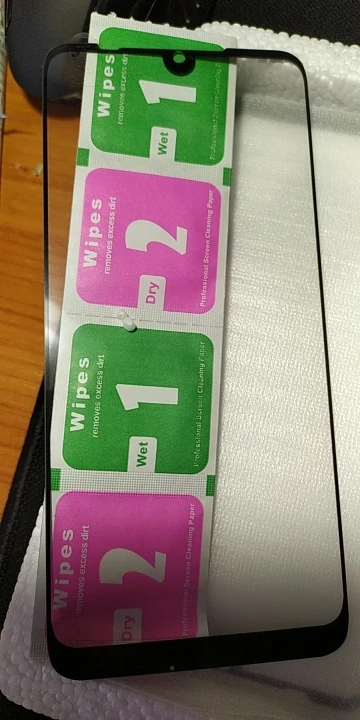 Wipes
removes excess dirt
1
Wet
Professional Screen Cleaning
Wipes
removes excess dirt
2
Dry
Professional Screen Cleaning Paper
Wipes
removes excess dirt
1
Wet
Professional Screen Cleaning Paper
Wipes
removes excess dirt
2
Dry
Professional Screen Cleaning Paper